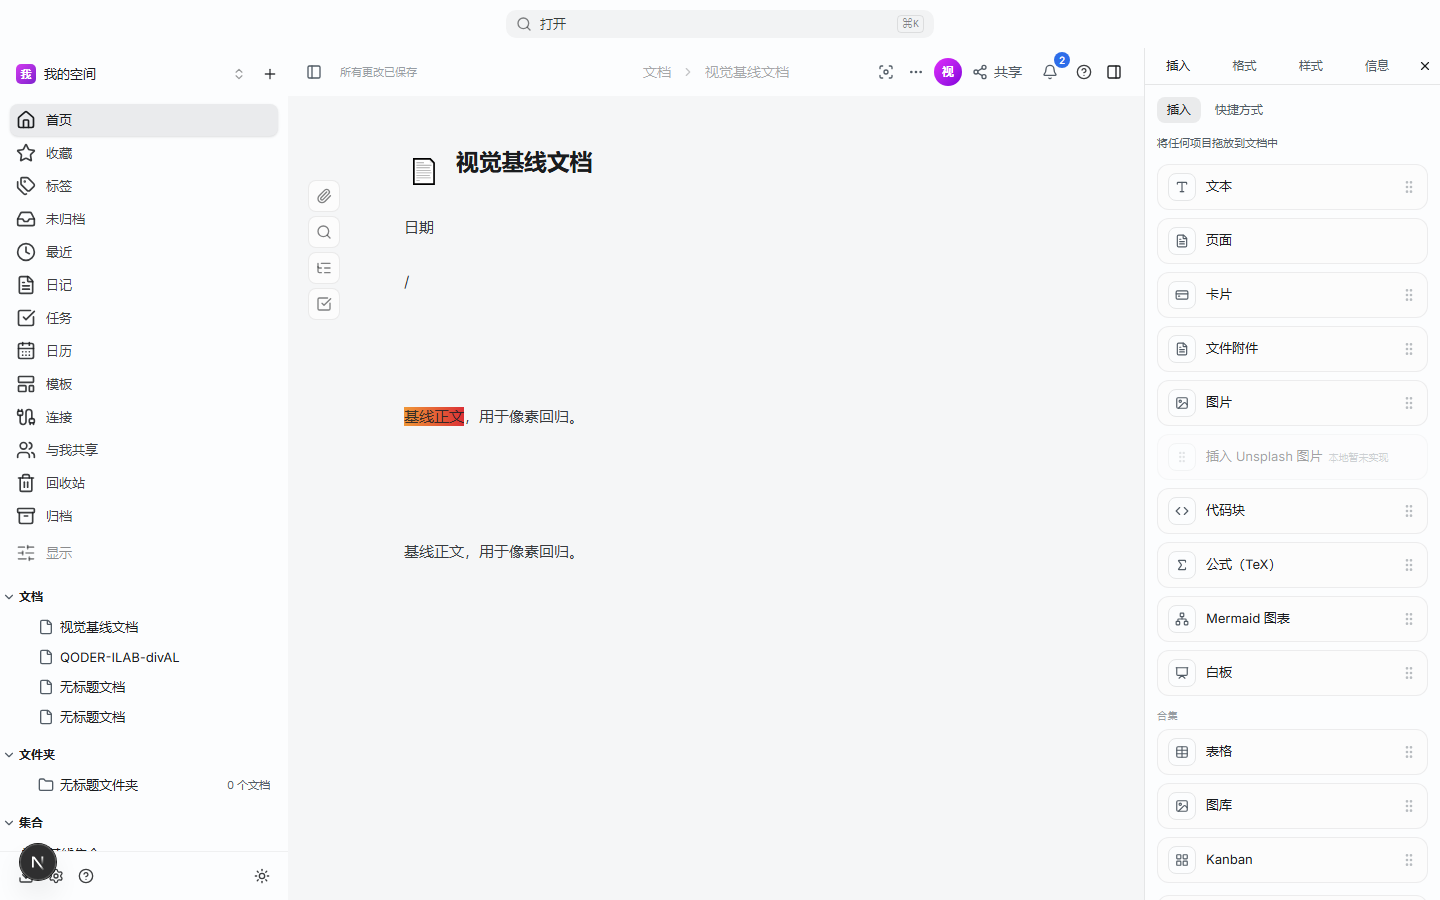 打开
⌘K
我 我的空间
首页
收藏
标签
未归档
最近
日记
任务
日历
模板
连接
与我共享
回收站
归档
显示
文档
视觉基线文档
QODER-ILAB-divAL
无标题文档
无标题文档
文件夹
无标题文件夹 0 个文档
集合
N
所有更改已保存
文档 视觉基线文档
视 共享 2
视觉基线文档
日期
/
基线正文，用于像素回归。
基线正文，用于像素回归。
插入 格式 样式 信息
插入 快捷方式
将任何项目拖放到文档中
文本
页面
卡片
文件附件
图片
插入 Unsplash 图片 本地暂未实现
代码块
公式（TeX）
Mermaid 图表
白板
合集
表格
图库
Kanban